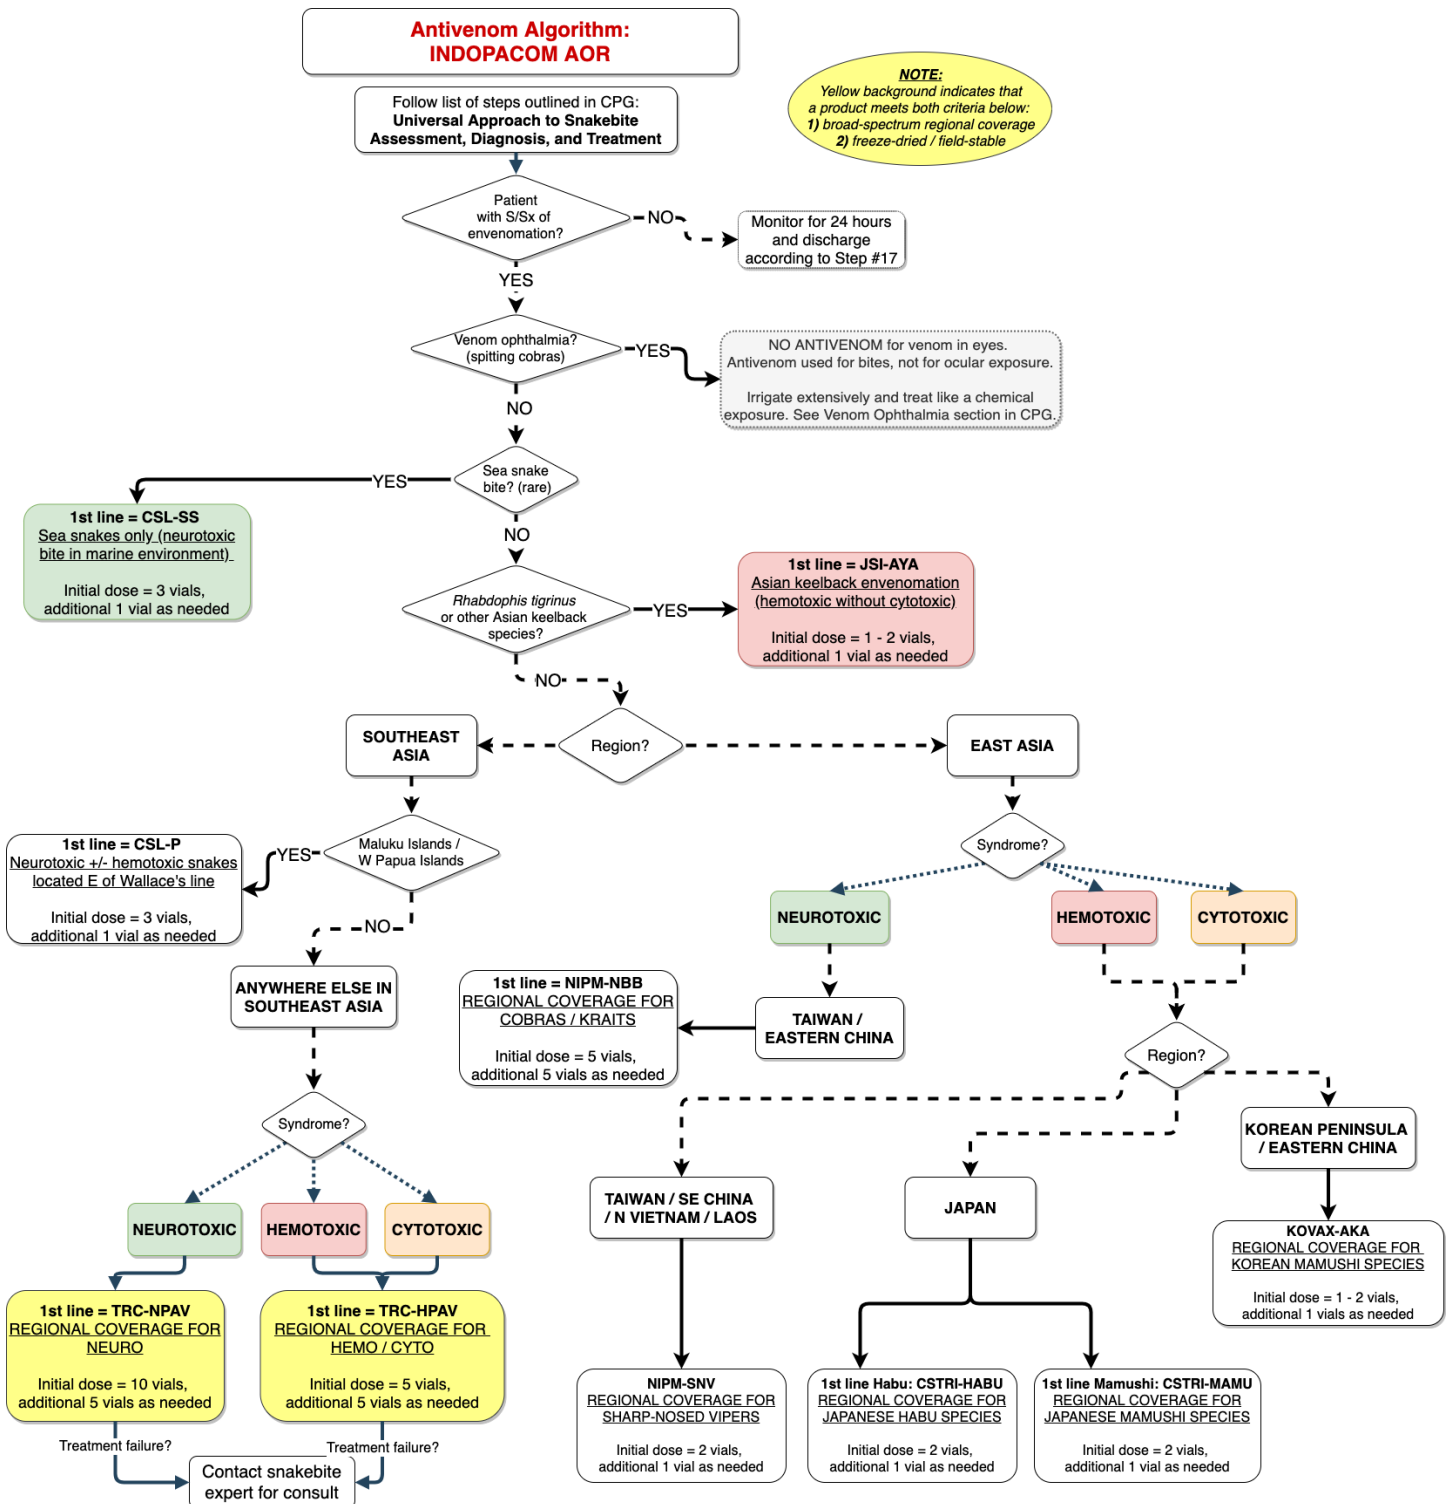 Antivenom Algorithm:
INDOPACOM AOR
NOTE:
Yellow background indicates that
a product meets both criteria below:
1) broad-spectrum regional coverage
2) freeze-dried / field-stable
Follow list of steps outlined in CPG:
Universal Approach to Snakebite
Assessment, Diagnosis, and Treatment
Patient
with S/Sx of
envenomation?
NO
Monitor for 24 hours
and discharge
according to Step #17
YES
Venom ophthalmia?
(spitting cobras)
YES
NO ANTIVENOM for venom in eyes.
Antivenom used for bites, not for ocular exposure.
Irrigate extensively and treat like a chemical
exposure. See Venom Ophthalmia section in CPG.
NO
Sea snake
bite? (rare)
YES
1st line = CSL-SS
Sea snakes only (neurotoxic
bite in marine environment)
Initial dose = 3 vials,
additional 1 vial as needed
NO
Rhabdophis tigrinus
or other Asian keelback
species?
YES
1st line = JSI-AYA
Asian keelback envenomation
(hemotoxic without cytotoxic)
Initial dose = 1 - 2 vials,
additional 1 vial as needed
NO
Region?
SOUTHEAST
ASIA
EAST ASIA
Maluku Islands /
W Papua Islands
YES
1st line = CSL-P
Neurotoxic +/- hemotoxic snakes
located E of Wallace's line
Initial dose = 3 vials,
additional 1 vial as needed
NO
ANYWHERE ELSE IN
SOUTHEAST ASIA
Syndrome?
NEUROTOXIC
HEMOTOXIC
CYTOTOXIC
1st line = TRC-NPAV
REGIONAL COVERAGE FOR
NEURO
Initial dose = 10 vials,
additional 5 vials as needed
1st line = TRC-HPAV
REGIONAL COVERAGE FOR
HEMO / CYTO
Initial dose = 5 vials,
additional 5 vials as needed
Treatment failure?
Treatment failure?
Contact snakebite
expert for consult
Syndrome?
NEUROTOXIC
HEMOTOXIC
CYTOTOXIC
TAIWAN /
EASTERN CHINA
1st line = NIPM-NBB
REGIONAL COVERAGE FOR
COBRAS / KRAITS
Initial dose = 5 vials,
additional 5 vials as needed
Region?
TAIWAN / SE CHINA
/ N VIETNAM / LAOS
JAPAN
KOREAN PENINSULA
/ EASTERN CHINA
KOVAX-AKA
REGIONAL COVERAGE FOR
KOREAN MAMUSHI SPECIES
Initial dose = 1 - 2 vials,
additional 1 vials as needed
NIPM-SNV
REGIONAL COVERAGE FOR
SHARP-NOSED VIPERS
Initial dose = 2 vials,
additional 1 vial as needed
1st line Habu: CSTRI-HABU
REGIONAL COVERAGE FOR
JAPANESE HABU SPECIES
Initial dose = 2 vials,
additional 1 vial as needed
1st line Mamushi: CSTRI-MAMU
REGIONAL COVERAGE FOR
JAPANESE MAMUSHI SPECIES
Initial dose = 2 vials,
additional 1 vial as needed